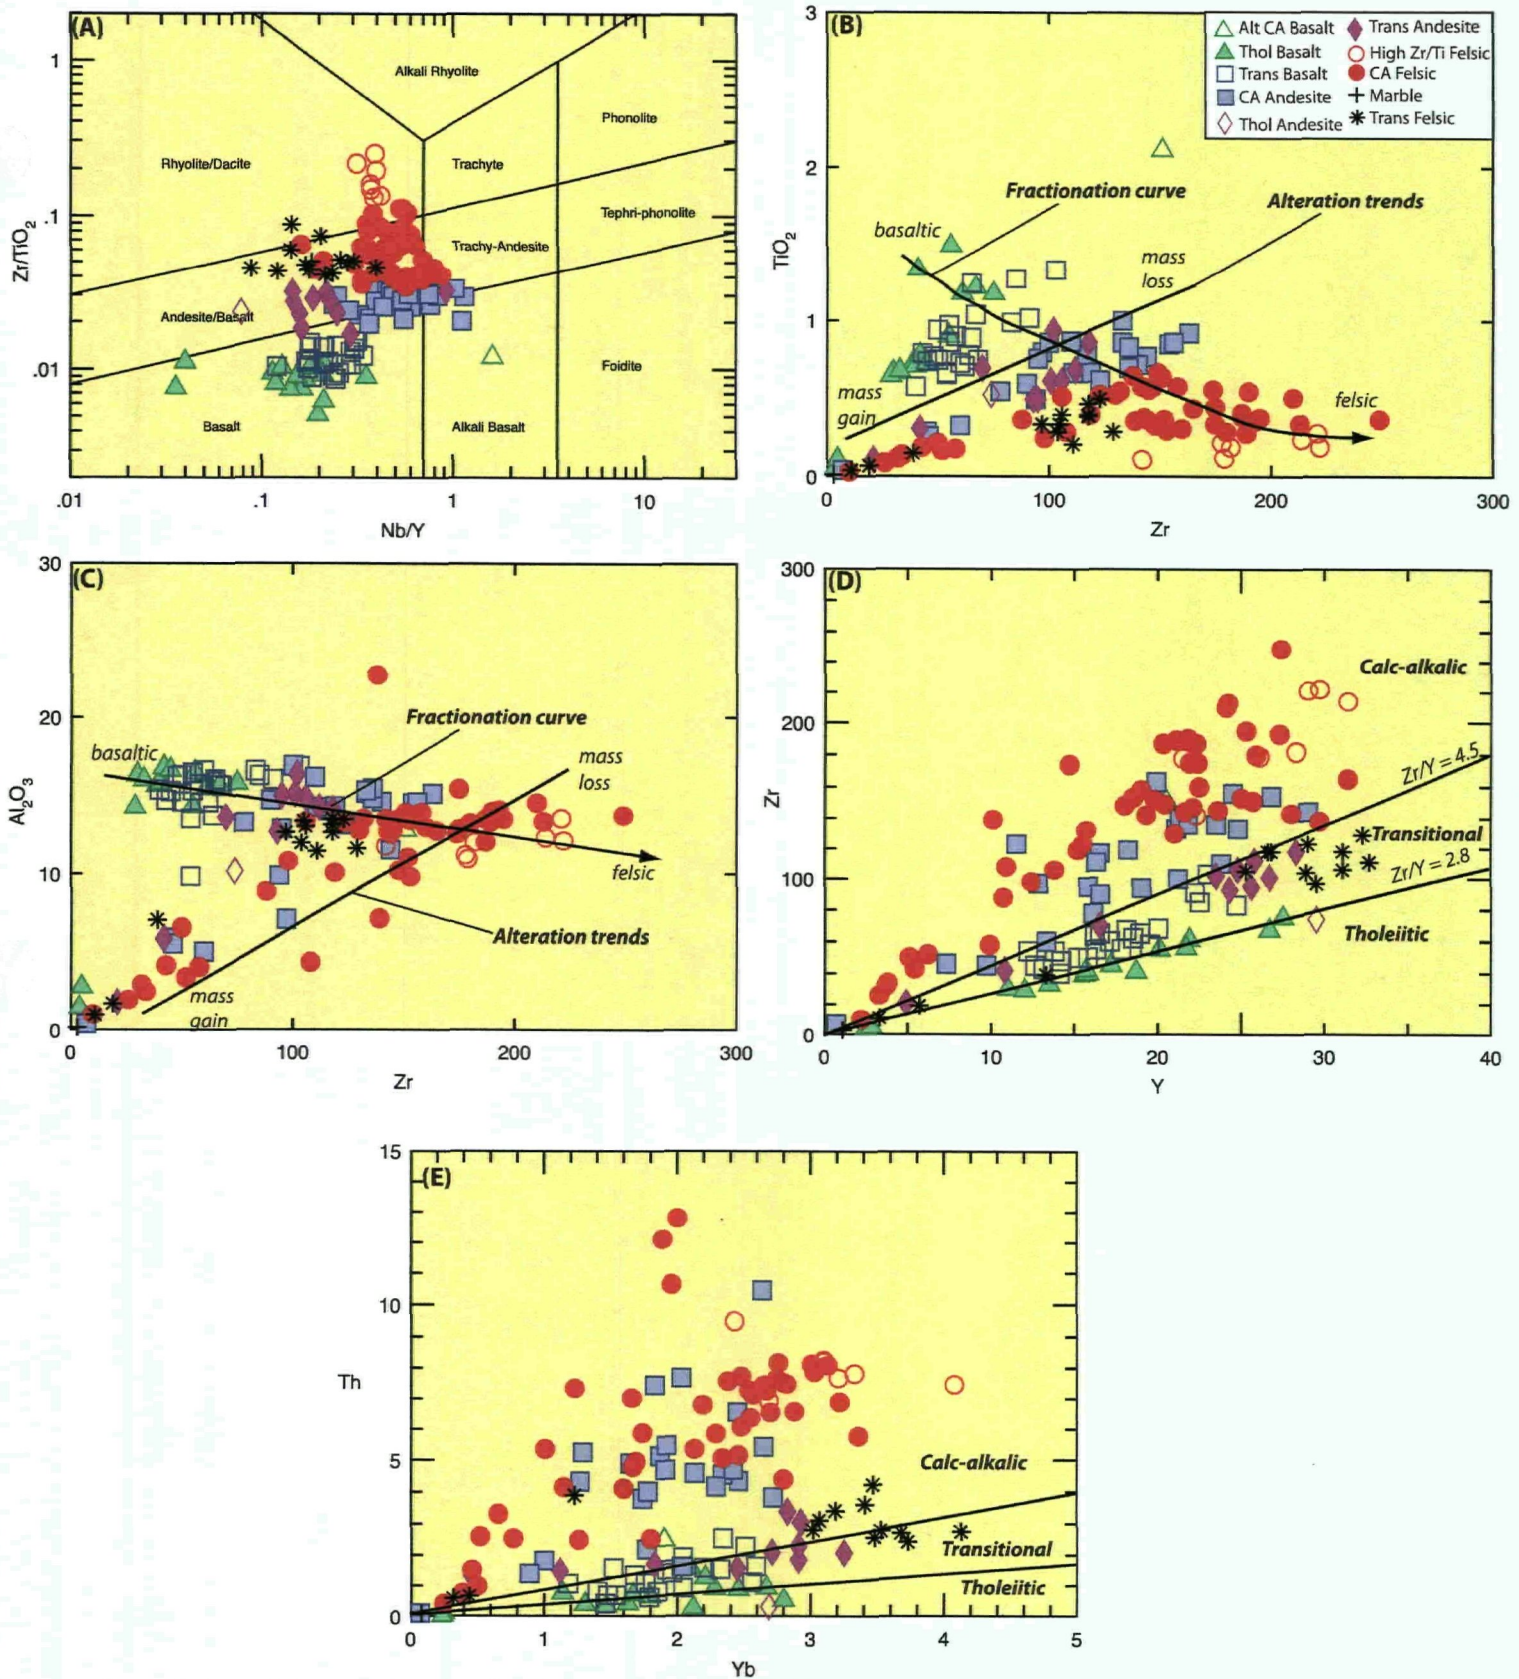 (A)
1
.1
.01
Zr/TiO2
Alkali Rhyolite
Phonolite
Rhyolite/Dacite
Trachyte
Tephri-phonolite
Trachy-Andesite
Andesite/Basalt
Foidite
Basalt
Alkali Basalt
.01
.1
1
10
Nb/Y
(B)
3
2
1
0
TiO2
Alt CA Basalt
Thol Basalt
Trans Basalt
CA Andesite
Thol Andesite
Trans Andesite
High Zr/Ti Felsic
CA Felsic
Marble
Trans Felsic
Fractionation curve
Alteration trends
basaltic
mass
loss
mass
gain
felsic
0
100
200
300
Zr
(C)
30
20
10
0
Al2O3
Fractionation curve
basaltic
mass
loss
felsic
Alteration trends
mass
gain
0
100
200
300
Zr
(D)
300
200
100
0
Zr
Calc-alkalic
Zr/Y = 4.5
Transitional
Zr/Y = 2.8
Tholeiitic
0
10
20
30
40
Y
(E)
15
10
5
0
Th
Calc-alkalic
Transitional
Tholeiitic
0
1
2
3
4
5
Yb